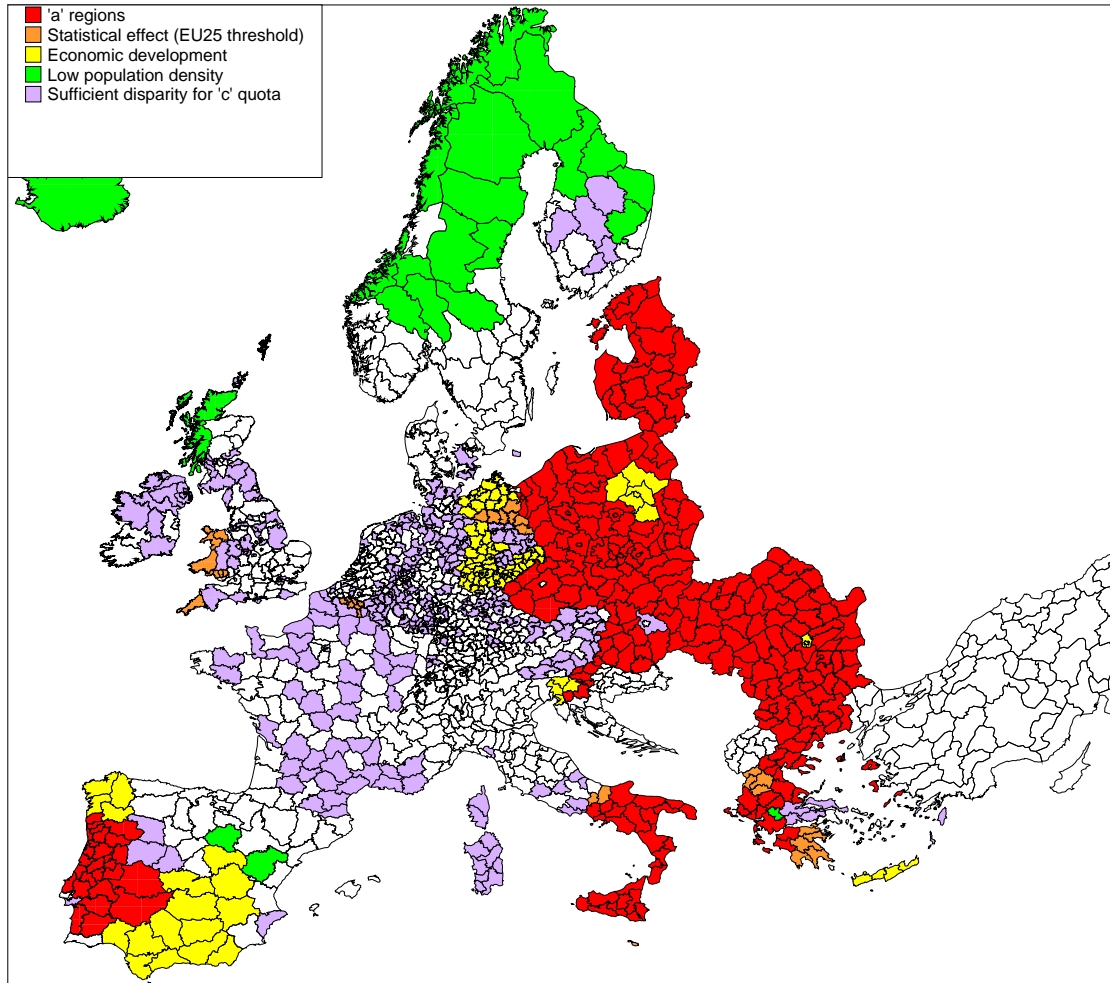 'a' regions
Statistical effect (EU25 threshold)
Economic development
Low population density
Sufficient disparity for 'c' quota